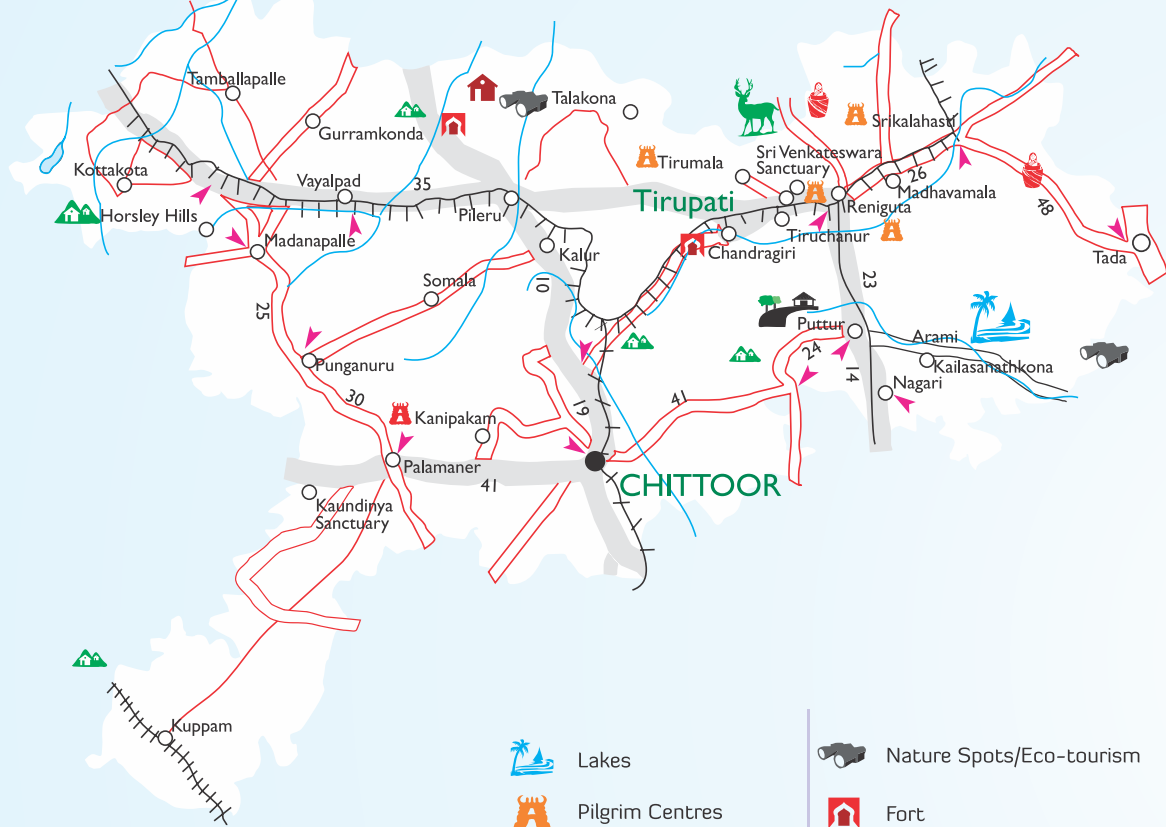 Tamballapalle
Talakona
Gurramkonda
Srikalahasti
Tirumala
Sri Venkateswara
Sanctuary
Kottakota
Vayalpad
35
26
Madhavamala
Tirupati
Reniguta
48
Horsley Hills
Pileru
Tiruchanur
Madanapalle
Kalur
Chandragiri
Tada
Somala
10
23
25
Puttur
Arami
24
Kailasanathkona
Punganuru
14
Nagari
30
19
41
Kanipakam
Palamaner
41
CHITTOOR
Kaundinya
Sanctuary
Kuppam
Lakes
Nature Spots/Eco-tourism
Pilgrim Centres
Fort